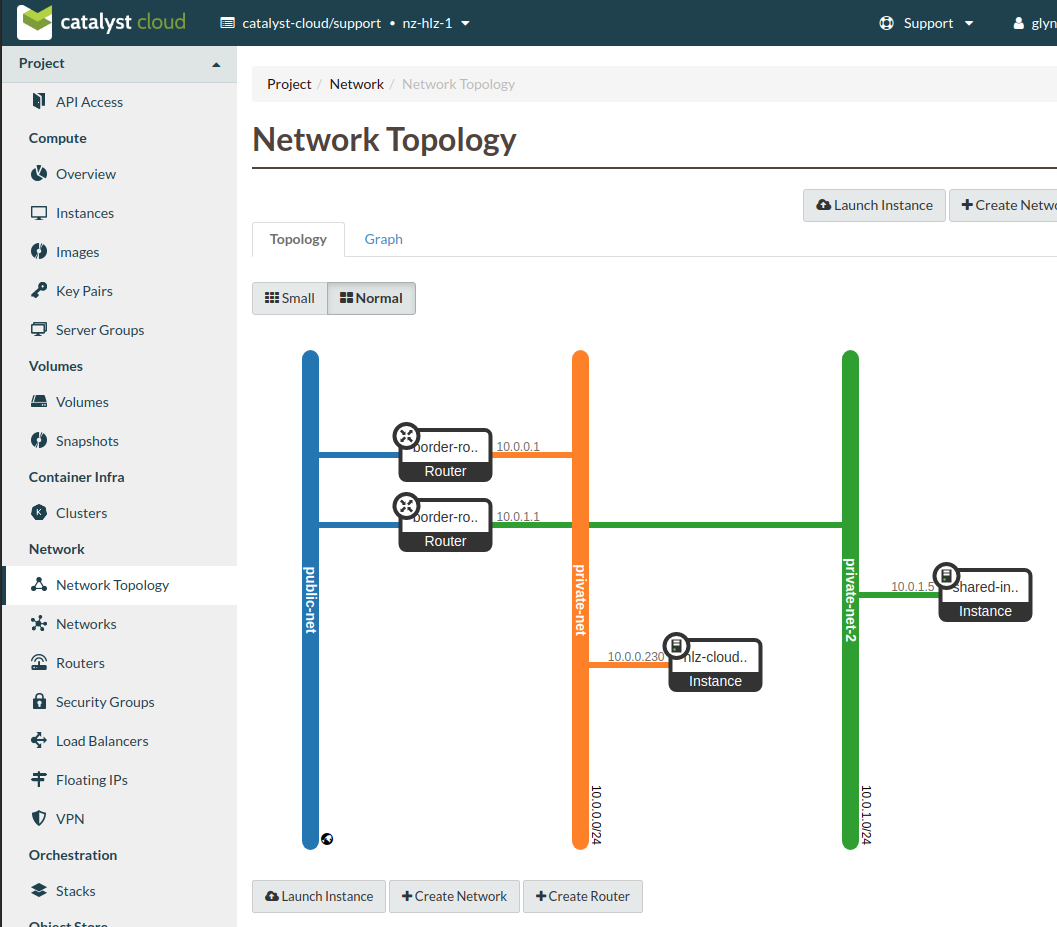 catalyst cloud
catalyst-cloud/support • nz-hlz-1
Support
glyn
Project
API Access
Compute
Overview
Instances
Images
Key Pairs
Server Groups
Volumes
Volumes
Snapshots
Container Infra
Clusters
Network
Network Topology
Networks
Routers
Security Groups
Load Balancers
Floating IPs
VPN
Orchestration
Stacks
Object Store
Project / Network / Network Topology
Network Topology
Launch Instance
+Create Netwo
Topology
Graph
Small
Normal
border-ro..
Router
10.0.0.1
border-ro..
Router
10.0.1.1
public-net
private-net
private-net-2
10.0.1.5
shared-in..
Instance
10.0.0.230
hlz-cloud..
Instance
10.0.0.0/24
10.0.1.0/24
Launch Instance
+Create Network
+Create Router